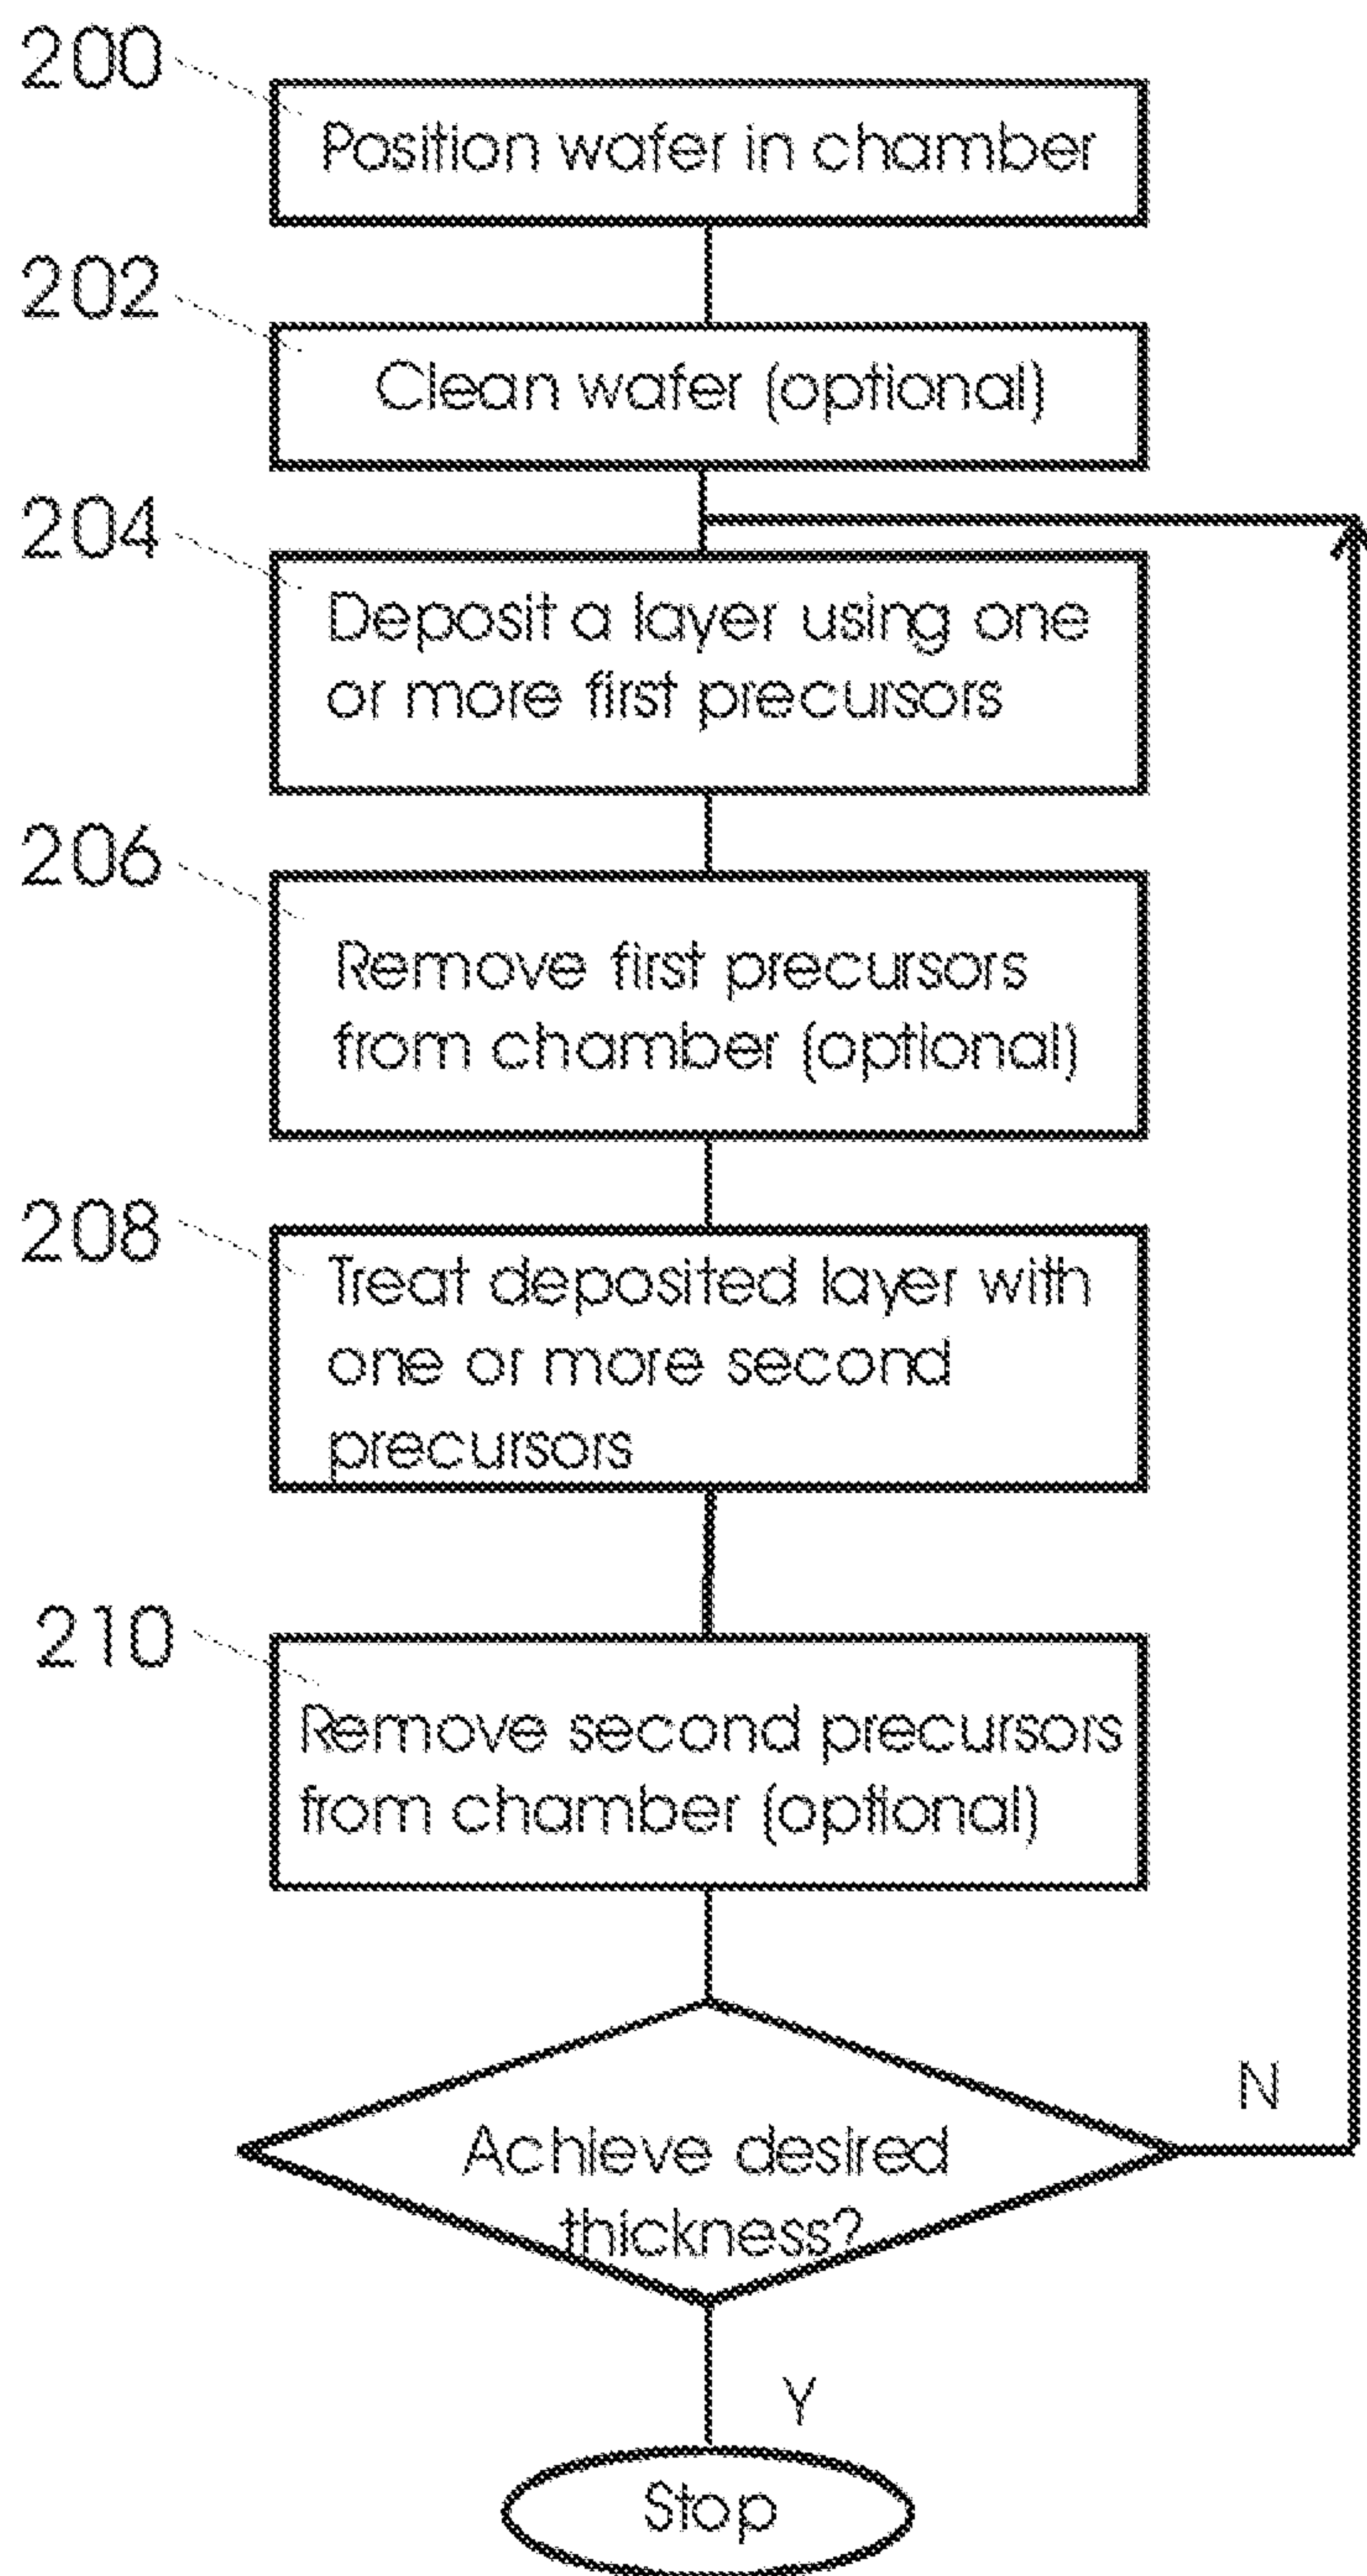 200
Position wafer in chamber
202
Clean wafer (optional)
204
Deposit a layer using one
or more first precursors
206
Remove first precursors
from chamber (optional)
208
Treat deposited layer with
one or more second
precursors
210
Remove second precursors
from chamber (optional)
Achieve desired
thickness?
N
Y
Stop